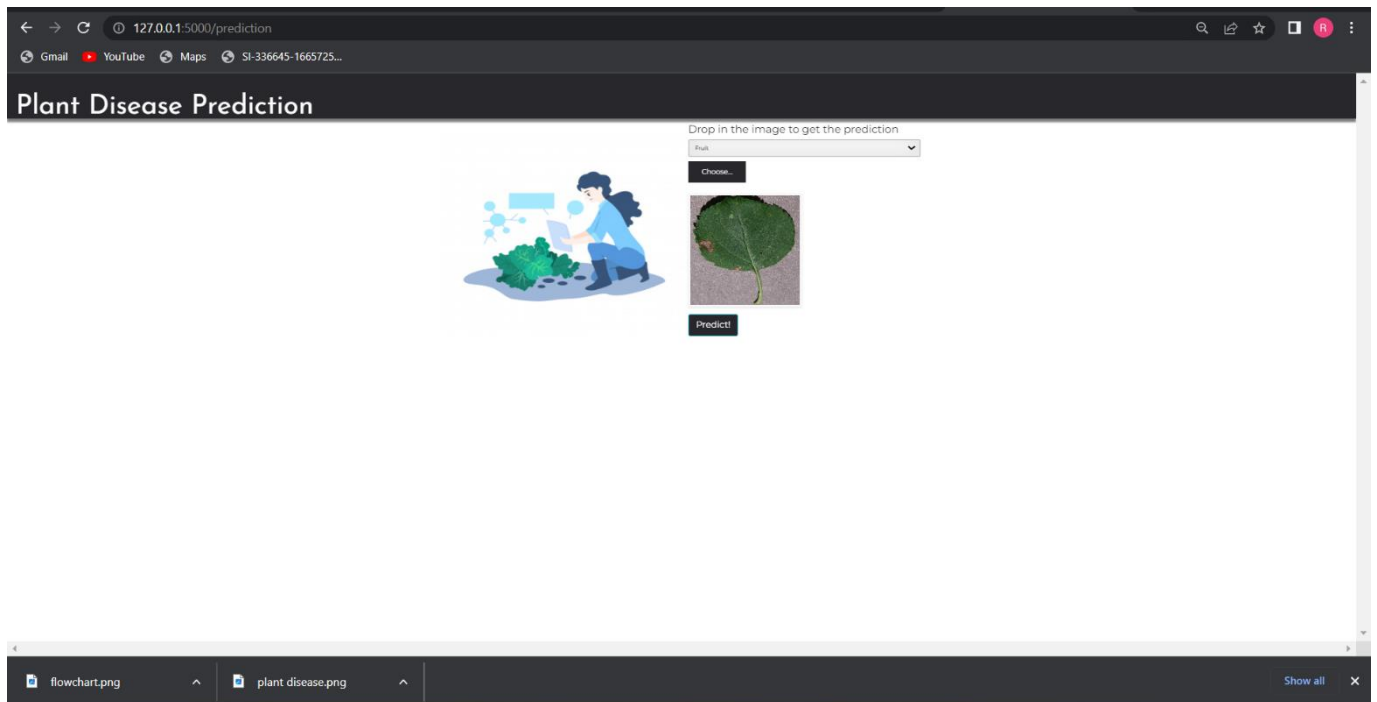 127.0.0.1:5000/prediction
R
Gmail YouTube Maps SI-336645-1665725...
Plant Disease Prediction
Drop in the image to get the prediction
Fruit
Choose...
Predict!
flowchart.png plant disease.png Show all